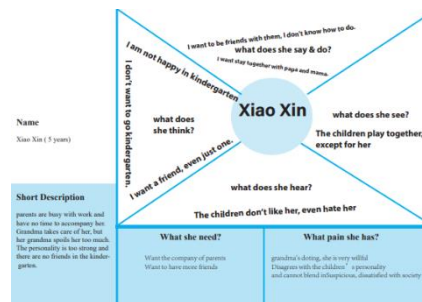 I want to be friends with them, I don't know how to do.
what does she say & do?
I want stay together with papa and mama.
I am not happy in kindergarten
I don't want to go kindergarten.
what does
she think?
I want a friend, even just one.
Xiao Xin
what does she see?
The children play together,
except for her
what does she hear?
The children don't like her, even hate her
Name
Xiao Xin ( 5 years)
Short Description
parents are busy with work and
have no time to accompany her
Grandma takes care of her, but
her grandma spoils her too much.
The personality is too strong and
there are no friends in the kinder-
garten.
What she need?
Want the company of parents
Want to have more friends
What pain she has?
grandma's doting, she is very willful
Disagrees with the children' s personality
and cannot blend inauspicious, dissatisfied with society